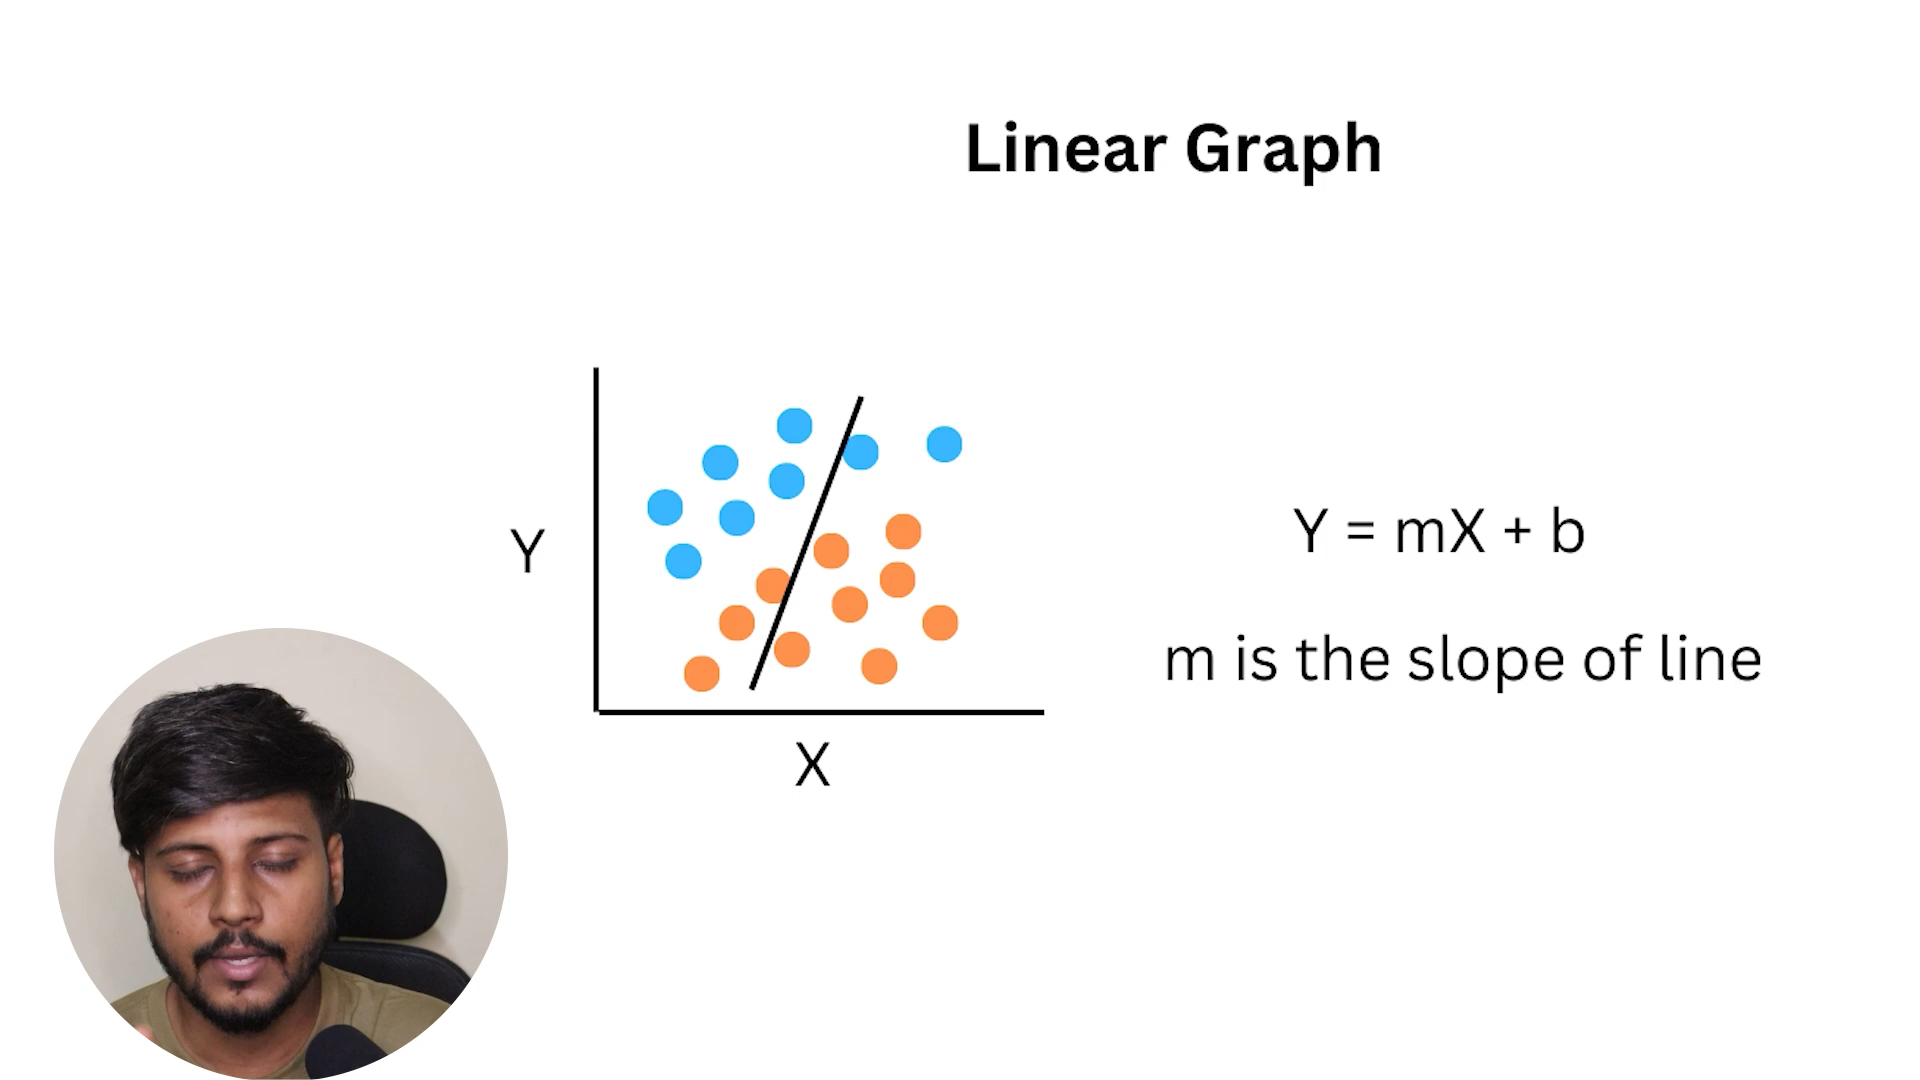 Linear Graph
Y
X
Y = mX + b
m is the slope of line